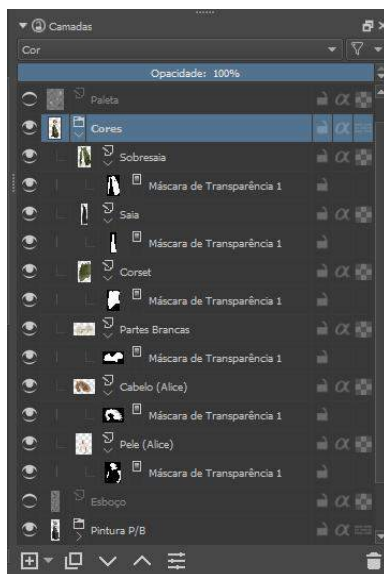 Camadas
Cor
Opacidade: 100%
Paleta
Cores
Sobresaia
Máscara de Transparência 1
Saia
Máscara de Transparência 1
Corset
Máscara de Transparência 1
Partes Brancas
Máscara de Transparência 1
Cabelo (Alice)
Máscara de Transparência 1
Pele (Alice)
Máscara de Transparência 1
Esboço
Pintura P/B